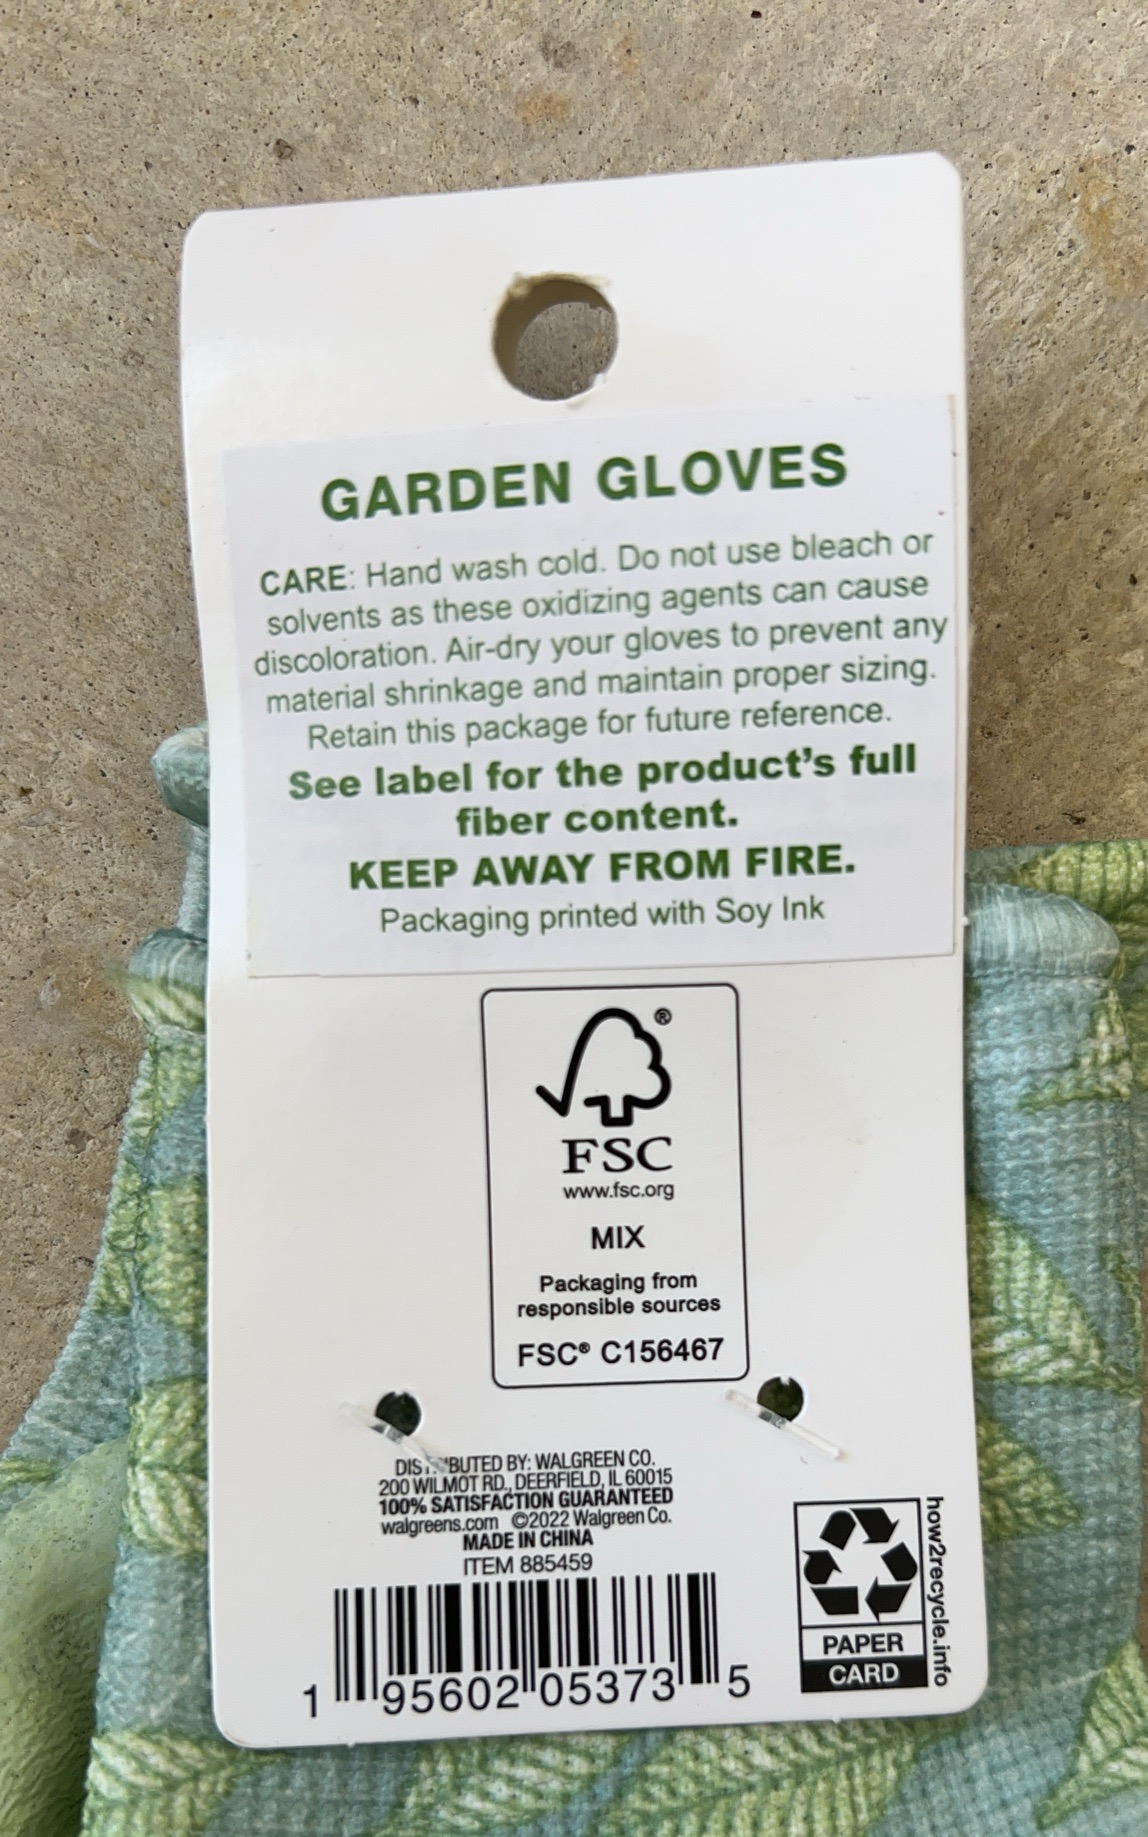 GARDEN GLOVES
CARE: Hand wash cold. Do not use bleach or
solvents as these oxidizing agents can cause
discoloration. Air-dry your gloves to prevent any
material shrinkage and maintain proper sizing.
Retain this package for future reference.
See label for the product's full
fiber content.
KEEP AWAY FROM FIRE.
Packaging printed with Soy Ink
®
FSC
www.fsc.org
MIX
Packaging from
responsible sources
FSC® C156467
BY: WALGREEN CO.
200 WILMOT RD., DEERFIELD, IL 60015
100% SATISFACTION GUARANTEED
walgreens.com ©2022 Walgreen Co.
MADE IN CHINA
ITEM 885459
1 95602 05373 5
PAPER
CARD
how2recycle.info